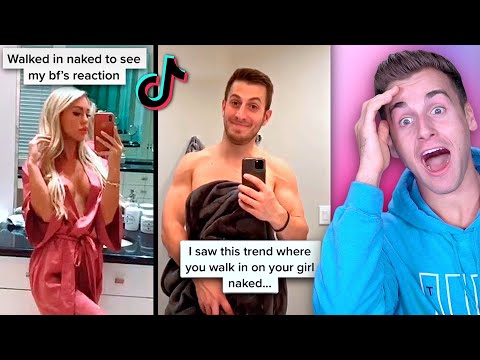 Walked in naked to see
my bf's reaction
I saw this trend where
you walk in on your girl
naked...